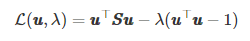 ℒ(𝒖, λ) = 𝒖⊤𝑺𝒖 − λ(𝒖⊤𝒖 − 1)